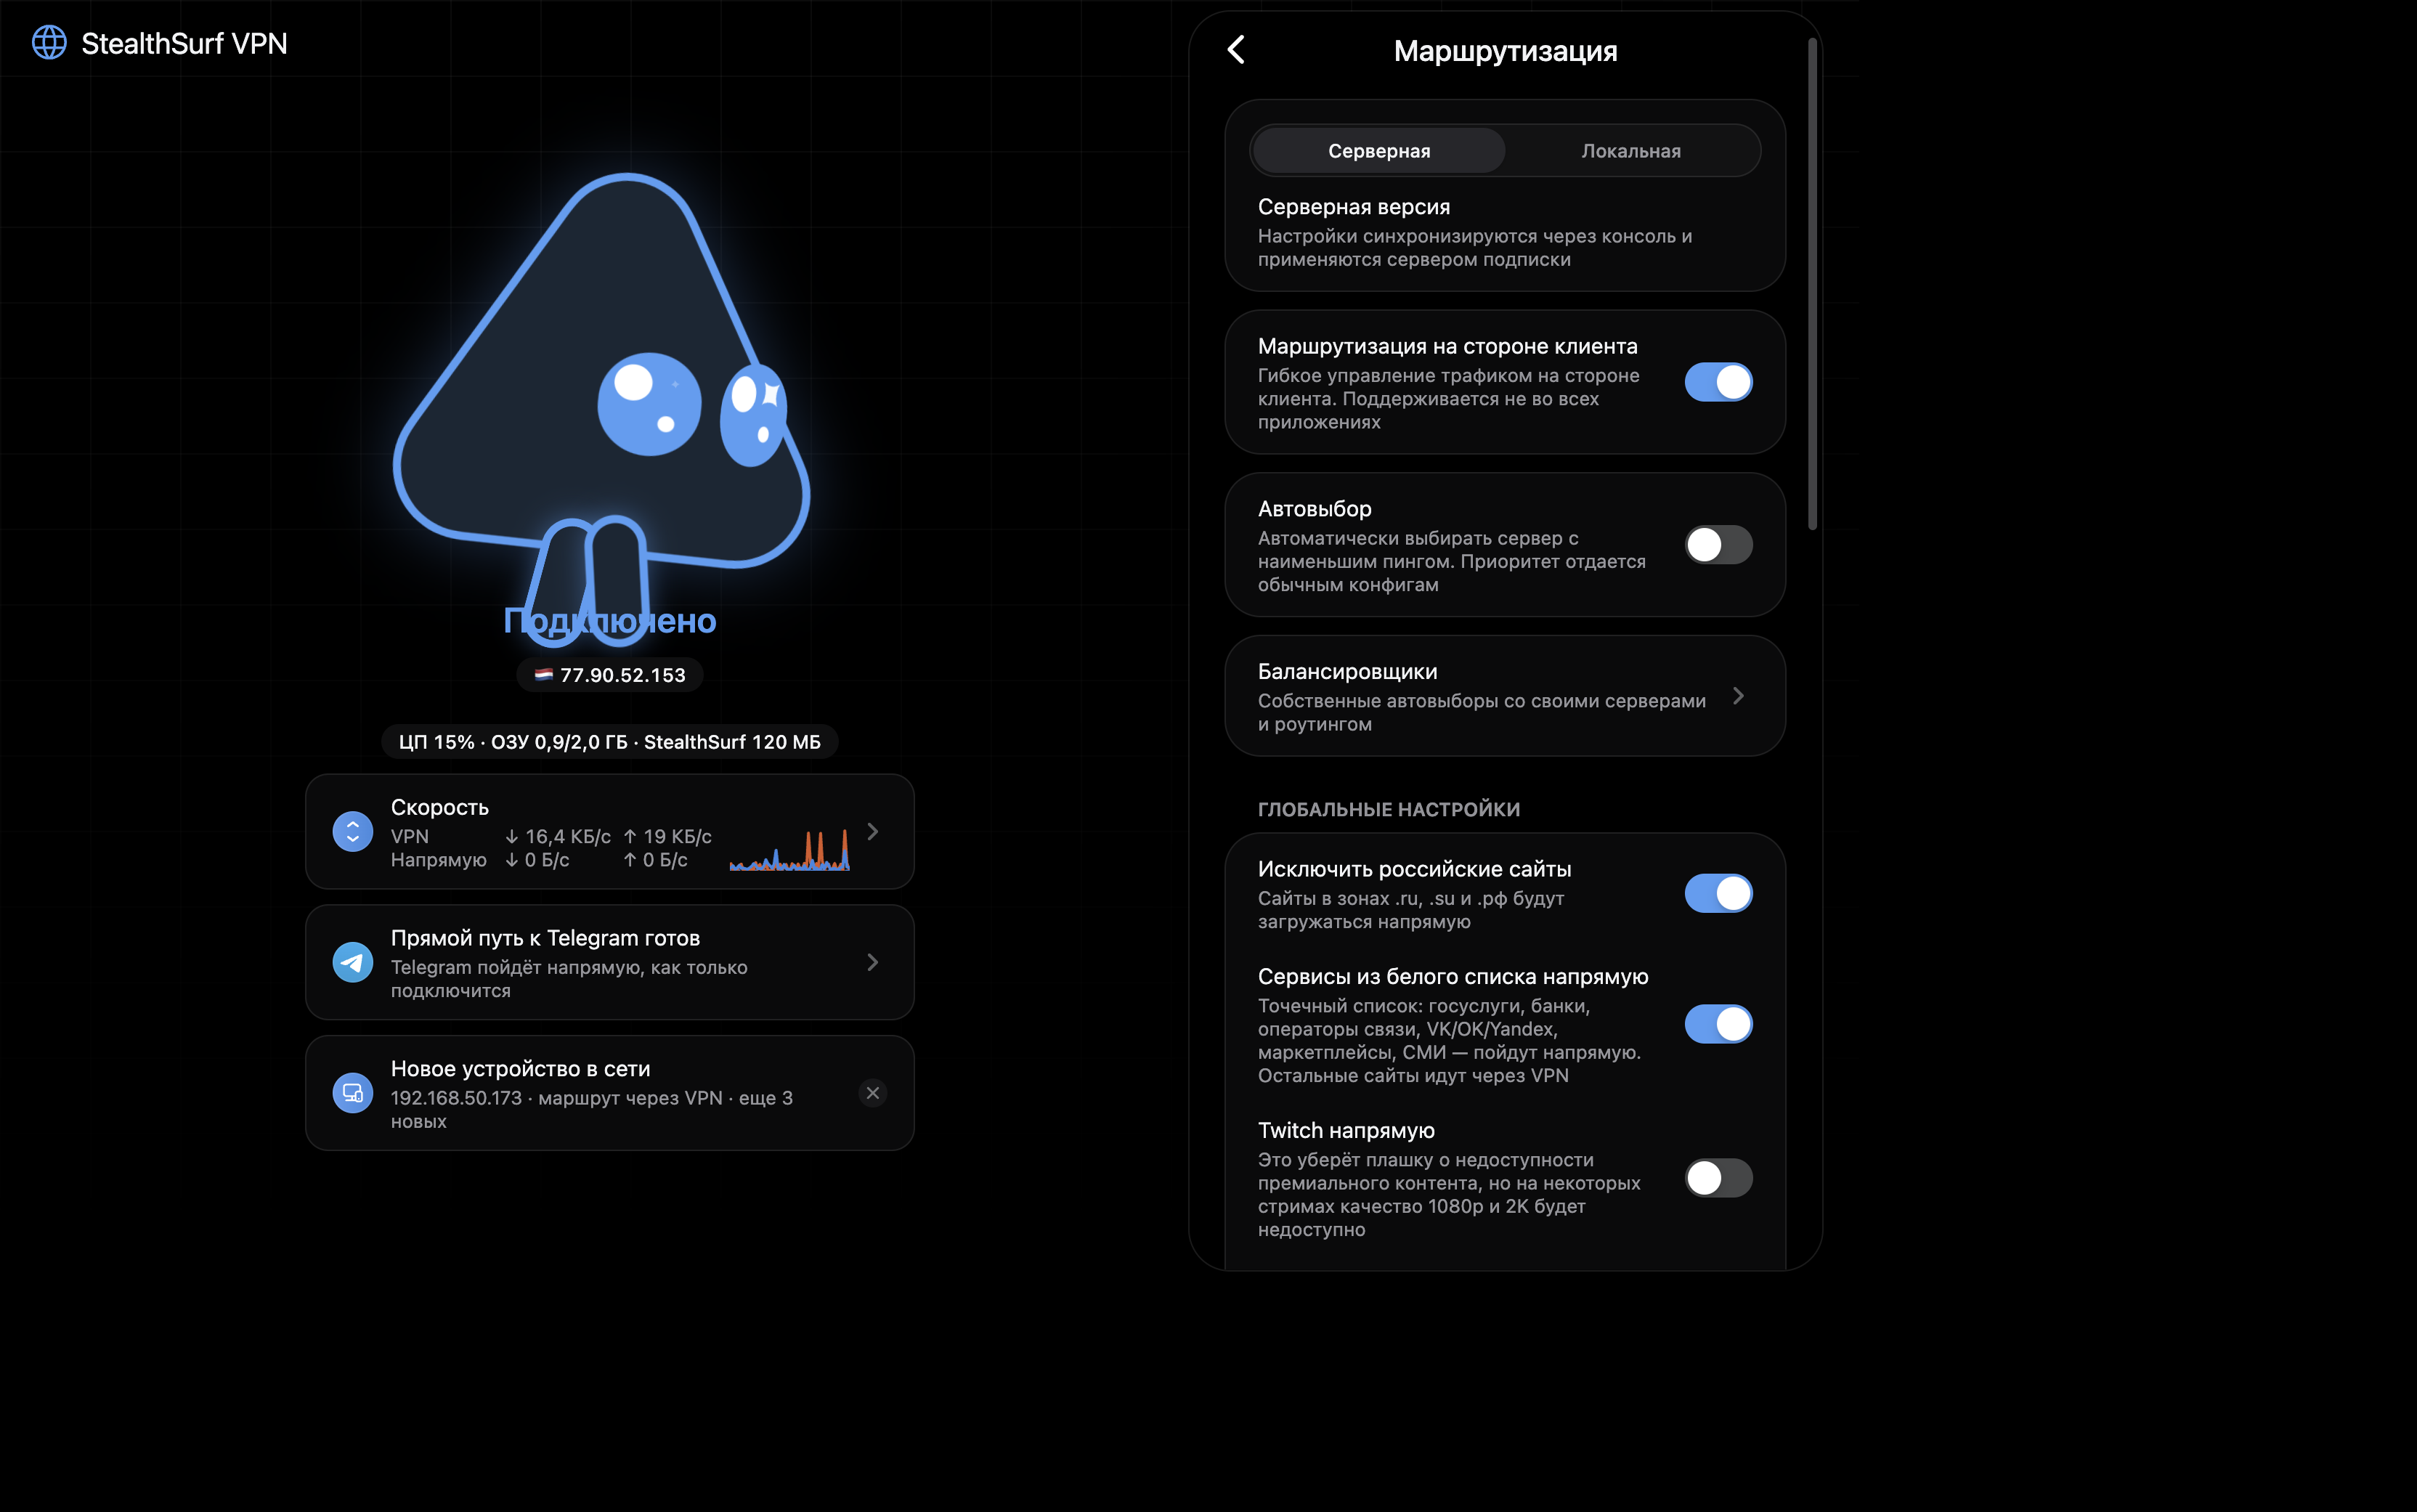 StealthSurf VPN
Подключено
77.90.52.153
ЦП 15% · ОЗУ 0,9/2,0 ГБ · StealthSurf 120 МБ
Скорость
VPN ↓ 16,4 КБ/с ↑ 19 КБ/с
Напрямую ↓ 0 Б/с ↑ 0 Б/с
Прямой путь к Telegram готов
Telegram пойдёт напрямую, как только
подключится
Новое устройство в сети
192.168.50.173 · маршрут через VPN · еще 3
новых
Маршрутизация
Серверная
Локальная
Серверная версия
Настройки синхронизируются через консоль и
применяются сервером подписки
Маршрутизация на стороне клиента
Гибкое управление трафиком на стороне
клиента. Поддерживается не во всех
приложениях
Автовыбор
Автоматически выбирать сервер с
наименьшим пингом. Приоритет отдается
обычным конфигам
Балансировщики
Собственные автовыборы со своими серверами
и роутингом
ГЛОБАЛЬНЫЕ НАСТРОЙКИ
Исключить российские сайты
Сайты в зонах .ru, .su и .рф будут
загружаться напрямую
Сервисы из белого списка напрямую
Точечный список: госуслуги, банки,
операторы связи, VK/OK/Yandex,
маркетплейсы, СМИ — пойдут напрямую.
Остальные сайты идут через VPN
Twitch напрямую
Это уберёт плашку о недоступности
премиального контента, но на некоторых
стримах качество 1080p и 2K будет
недоступно